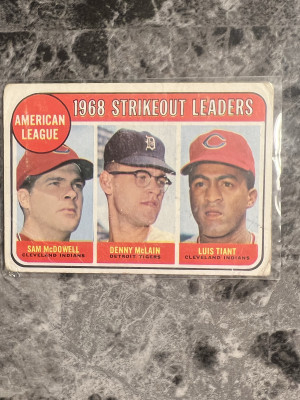 1968 STRIKEOUT LEADERS
AMERICAN
LEAGUE
C
D
C
SAM McDOWELL
CLEVELAND INDIANS
DENNY McLAIN
DETROIT TIGERS
LUIS TIANT
CLEVELAND INDIANS